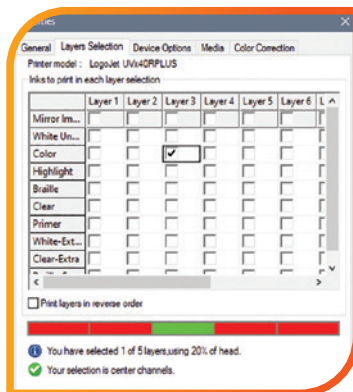 General Layers Selection Device Options Media Color Correction
Printer model : LogoJet UVx40RPLUS
Inks to print in each layer selection
Layer 1 Layer 2 Layer 3 Layer 4 Layer 5 Layer 6 L
Mirror Im...
White Un...
Color
Highlight
Braille
Clear
Primer
White-Ext...
Clear-Extra
Print layers in reverse order
You have selected 1 of 5 layers,using 20% of head.
Your selection is center channels.